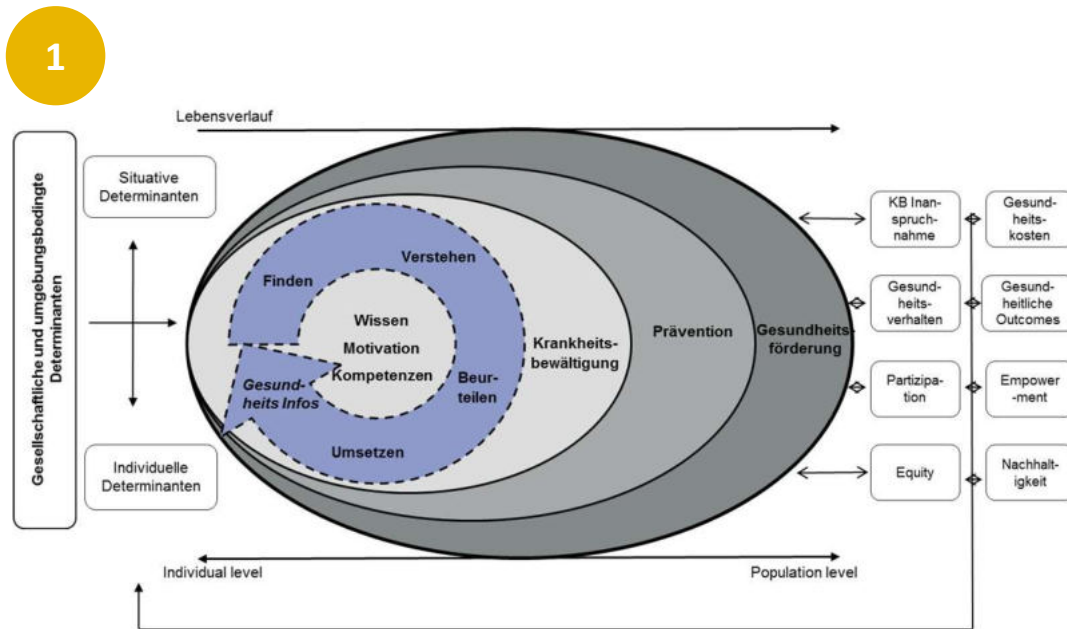 1
Lebensverlauf
Gesellschaftliche und umgebungsbedingte
Determinanten
Situative
Determinanten
Individuelle
Determinanten
Finden
Verstehen
Beur-
teilen
Umsetzen
Gesund-
heits Infos
Wissen
Motivation
Kompetenzen
Krankheits-
bewältigung
Prävention
Gesundheits-
förderung
KB Inan-
spruch-
nahme
Gesund-
heits-
kosten
Gesund-
heits-
verhalten
Gesund-
heitliche
Outcomes
Partizipa-
tion
Empower
-ment
Equity
Nachhalt-
igkeit
Individual level
Population level